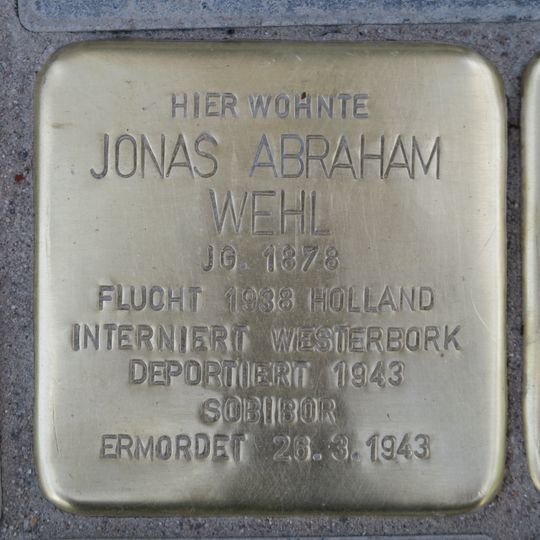 HIER WOHNTE
JONAS ABRAHAM
WEHL
JG. 1878
FLUCHT 1938 HOLLAND
INTERNIERT WESTERBORK
DEPORTIERT 1943
SOBIBOR
ERMORDET 26.3.1943